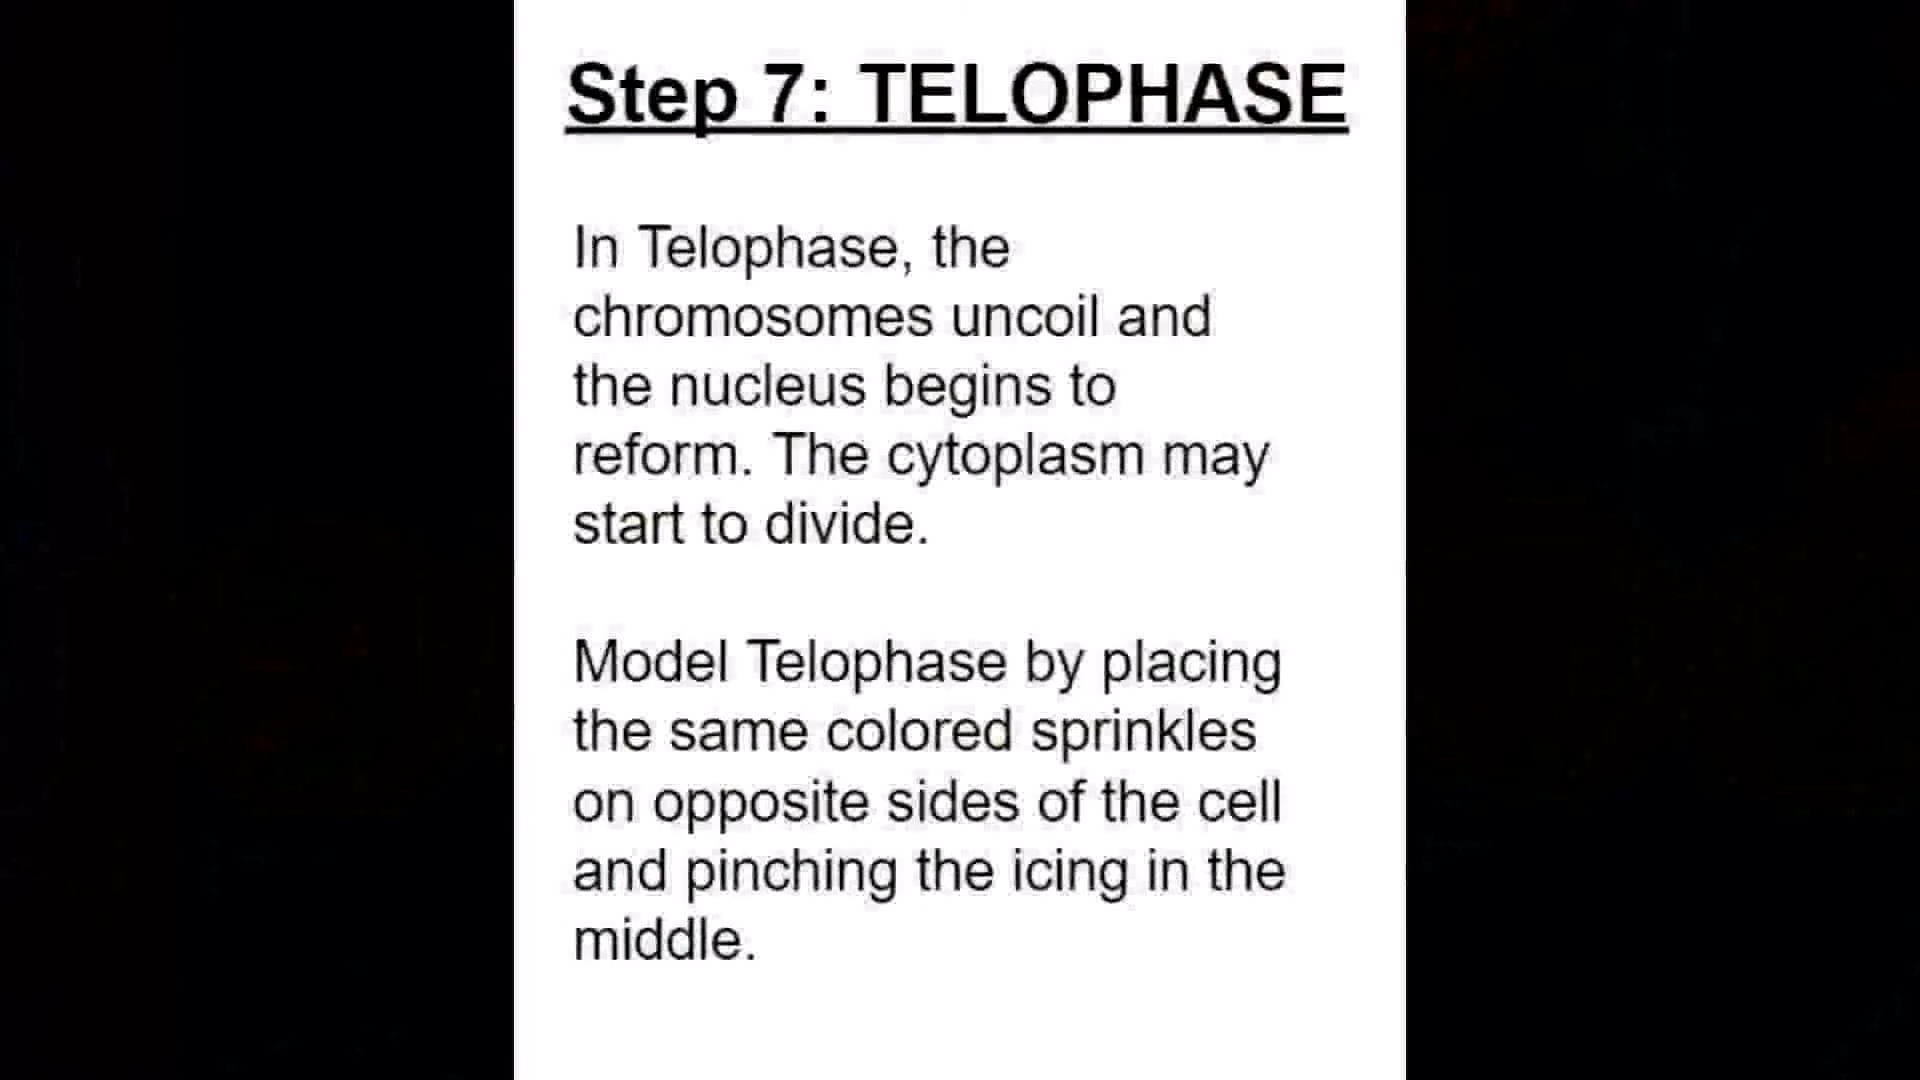 Step 7: TELOPHASE
In Telophase, the
chromosomes uncoil and
the nucleus begins to
reform. The cytoplasm may
start to divide.
Model Telophase by placing
the same colored sprinkles
on opposite sides of the cell
and pinching the icing in the
middle.